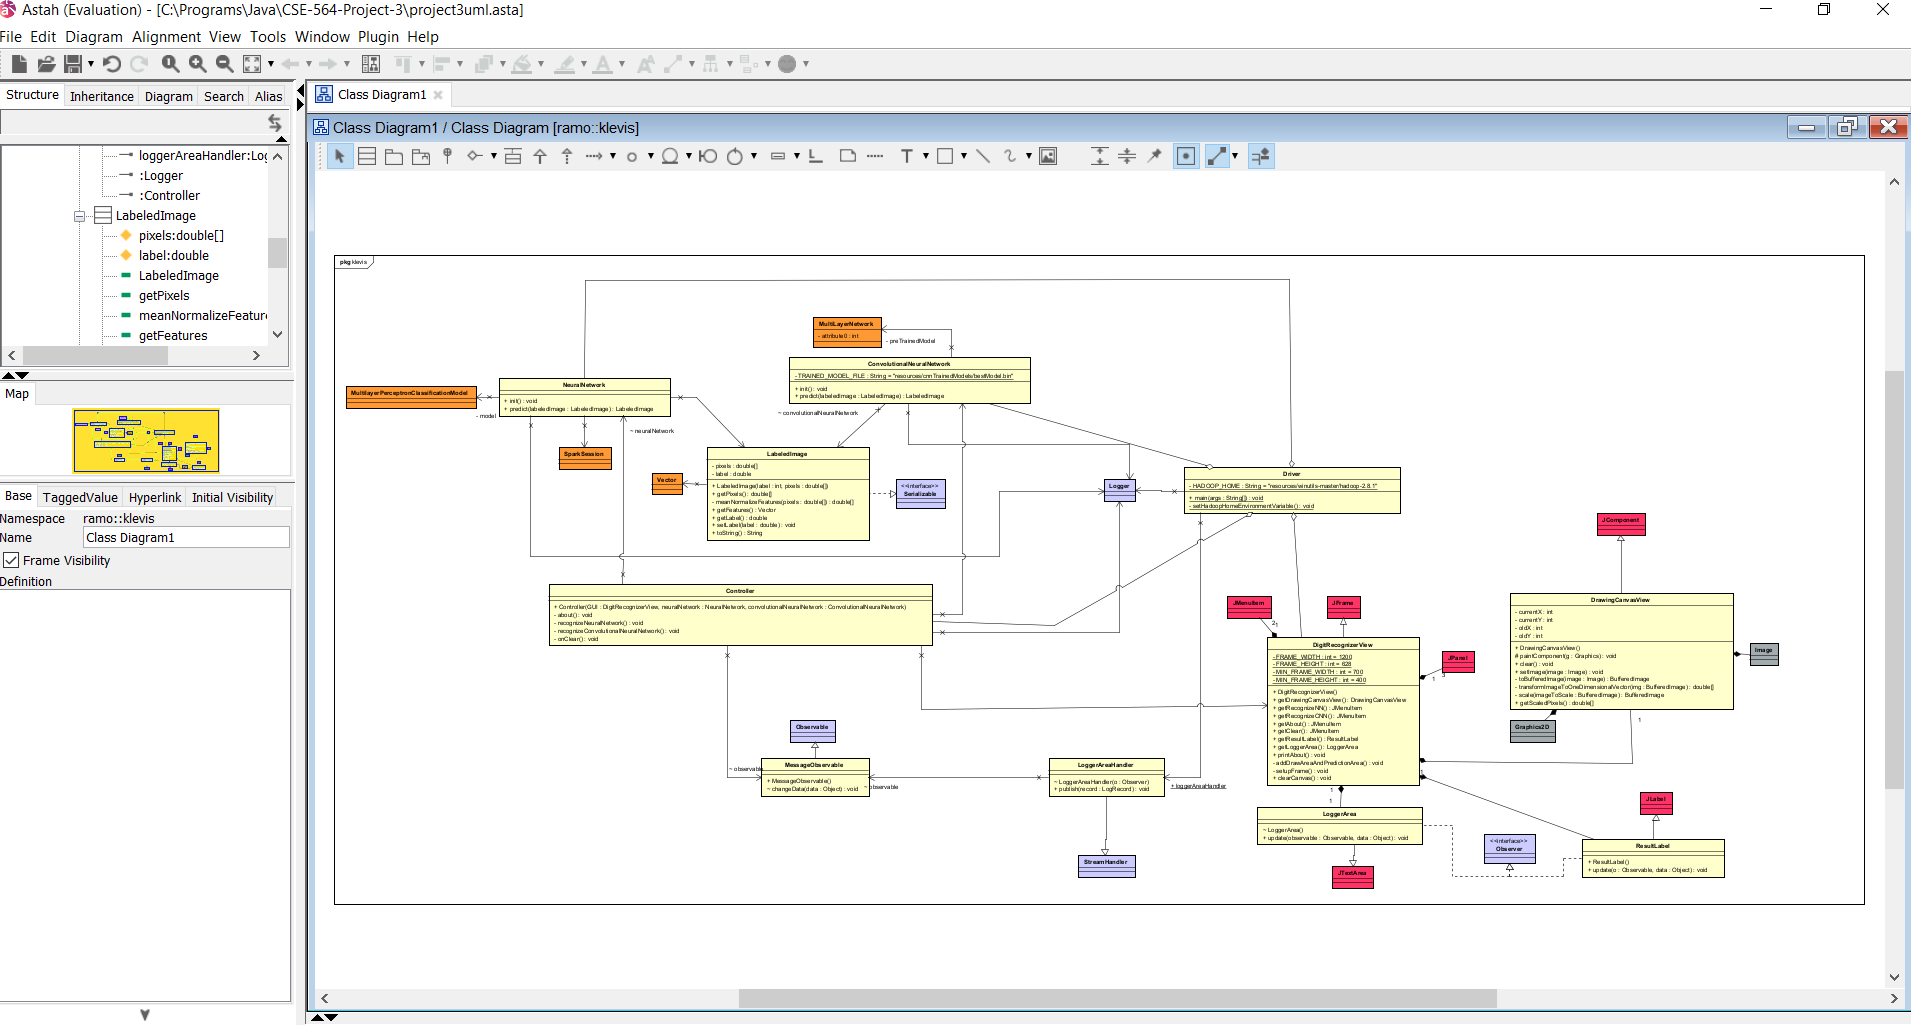 Astah (Evaluation) - [C:\Programs\Java\CSE-564-Project-3\project3uml.asta]
File Edit Diagram Alignment View Tools Window Plugin Help
Structure Inheritance Diagram Search Alias
Class Diagram1
Class Diagram1 / Class Diagram [ramo::klevis]
loggerAreaHandler:Log
:Logger
:Controller
LabeledImage
pixels:double[]
label:double
LabeledImage
getPixels
meanNormalizeFeature
getFeatures
Map
Base TaggedValue Hyperlink Initial Visibility
Namespace ramo::klevis
Name Class Diagram1
Frame Visibility
Definition
pkg klevis
MultiLayerNetwork
- attribute0 : int
- preTrainedModel
ConvolutionalNeuralNetwork
- TRAINED_MODEL_FILE : String = "resources/cnnTrainedModels/bestModel.bin"
+ init() : void
+ predict(labeledImage : LabeledImage) : LabeledImage
~ convolutionalNeuralNetwork
MultilayerPerceptronClassificationModel
- model
NeuralNetwork
+ init() : void
+ predict(labeledImage : LabeledImage) : LabeledImage
~ neuralNetwork
SparkSession
Vector
LabeledImage
- pixels : double[]
- label : double
+ LabeledImage(label : int, pixels : double[])
+ getPixels() : double[]
- meanNormalizeFeatures(pixels : double[]) : double[]
+ getFeatures() : Vector
+ getLabel() : double
+ setLabel(label : double) : void
+ toString() : String
<<interface>>
Serializable
Logger
Driver
- HADOOP_HOME : String = "resources/winutils-master/hadoop-2.8.1"
+ main(args : String[]) : void
- setHadoopHomeEnvironmentVariable() : void
Controller
+ Controller(GUI : DigitRecognizerView, neuralNetwork : NeuralNetwork, convolutionalNeuralNetwork : ConvolutionalNeuralNetwork)
- about() : void
- recognizeNeuralNetwork() : void
- recognizeConvolutionalNeuralNetwork() : void
- onClear() : void
JComponent
DrawingCanvasView
- currentX : int
- currentY : int
- oldX : int
- oldY : int
+ DrawingCanvasView()
# paintComponent(g : Graphics) : void
+ clear() : void
+ setImage(image : Image) : void
- toBufferedImage(image : Image) : BufferedImage
- transformImageToOneDimensionalVector(img : BufferedImage) : double[]
- scale(imageToScale : BufferedImage) : BufferedImage
+ getScaledPixels() : double[]
Image
Graphics2D
1
JMenuItem
JFrame
JPanel
1
DigitRecognizerView
- FRAME_WIDTH : int = 1200
- FRAME_HEIGHT : int = 628
- MIN_FRAME_WIDTH : int = 700
- MIN_FRAME_HEIGHT : int = 400
+ DigitRecognizerView()
+ getDrawingCanvasView() : DrawingCanvasView
+ getRecognizeNN() : JMenuItem
+ getRecognizeCNN() : JMenuItem
+ getAbout() : JMenuItem
+ getClear() : JMenuItem
+ getResultLabel() : ResultLabel
+ getLoggerArea() : LoggerArea
+ printAbout() : void
- addDrawAreaAndPredictionArea() : void
- setupFrame() : void
+ clearCanvas() : void
1
1
Observable
MessageObservable
+ MessageObservable()
~ changeData(data : Object) : void
~ observable
~ observable
LoggerAreaHandler
~ LoggerAreaHandler(o : Observer)
+ publish(record : LogRecord) : void
+ loggerAreaHandler
StreamHandler
LoggerArea
~ LoggerArea()
+ update(observable : Observable, data : Object) : void
JTextArea
<<interface>>
Observer
JLabel
ResultLabel
+ ResultLabel()
+ update(o : Observable, data : Object) : void